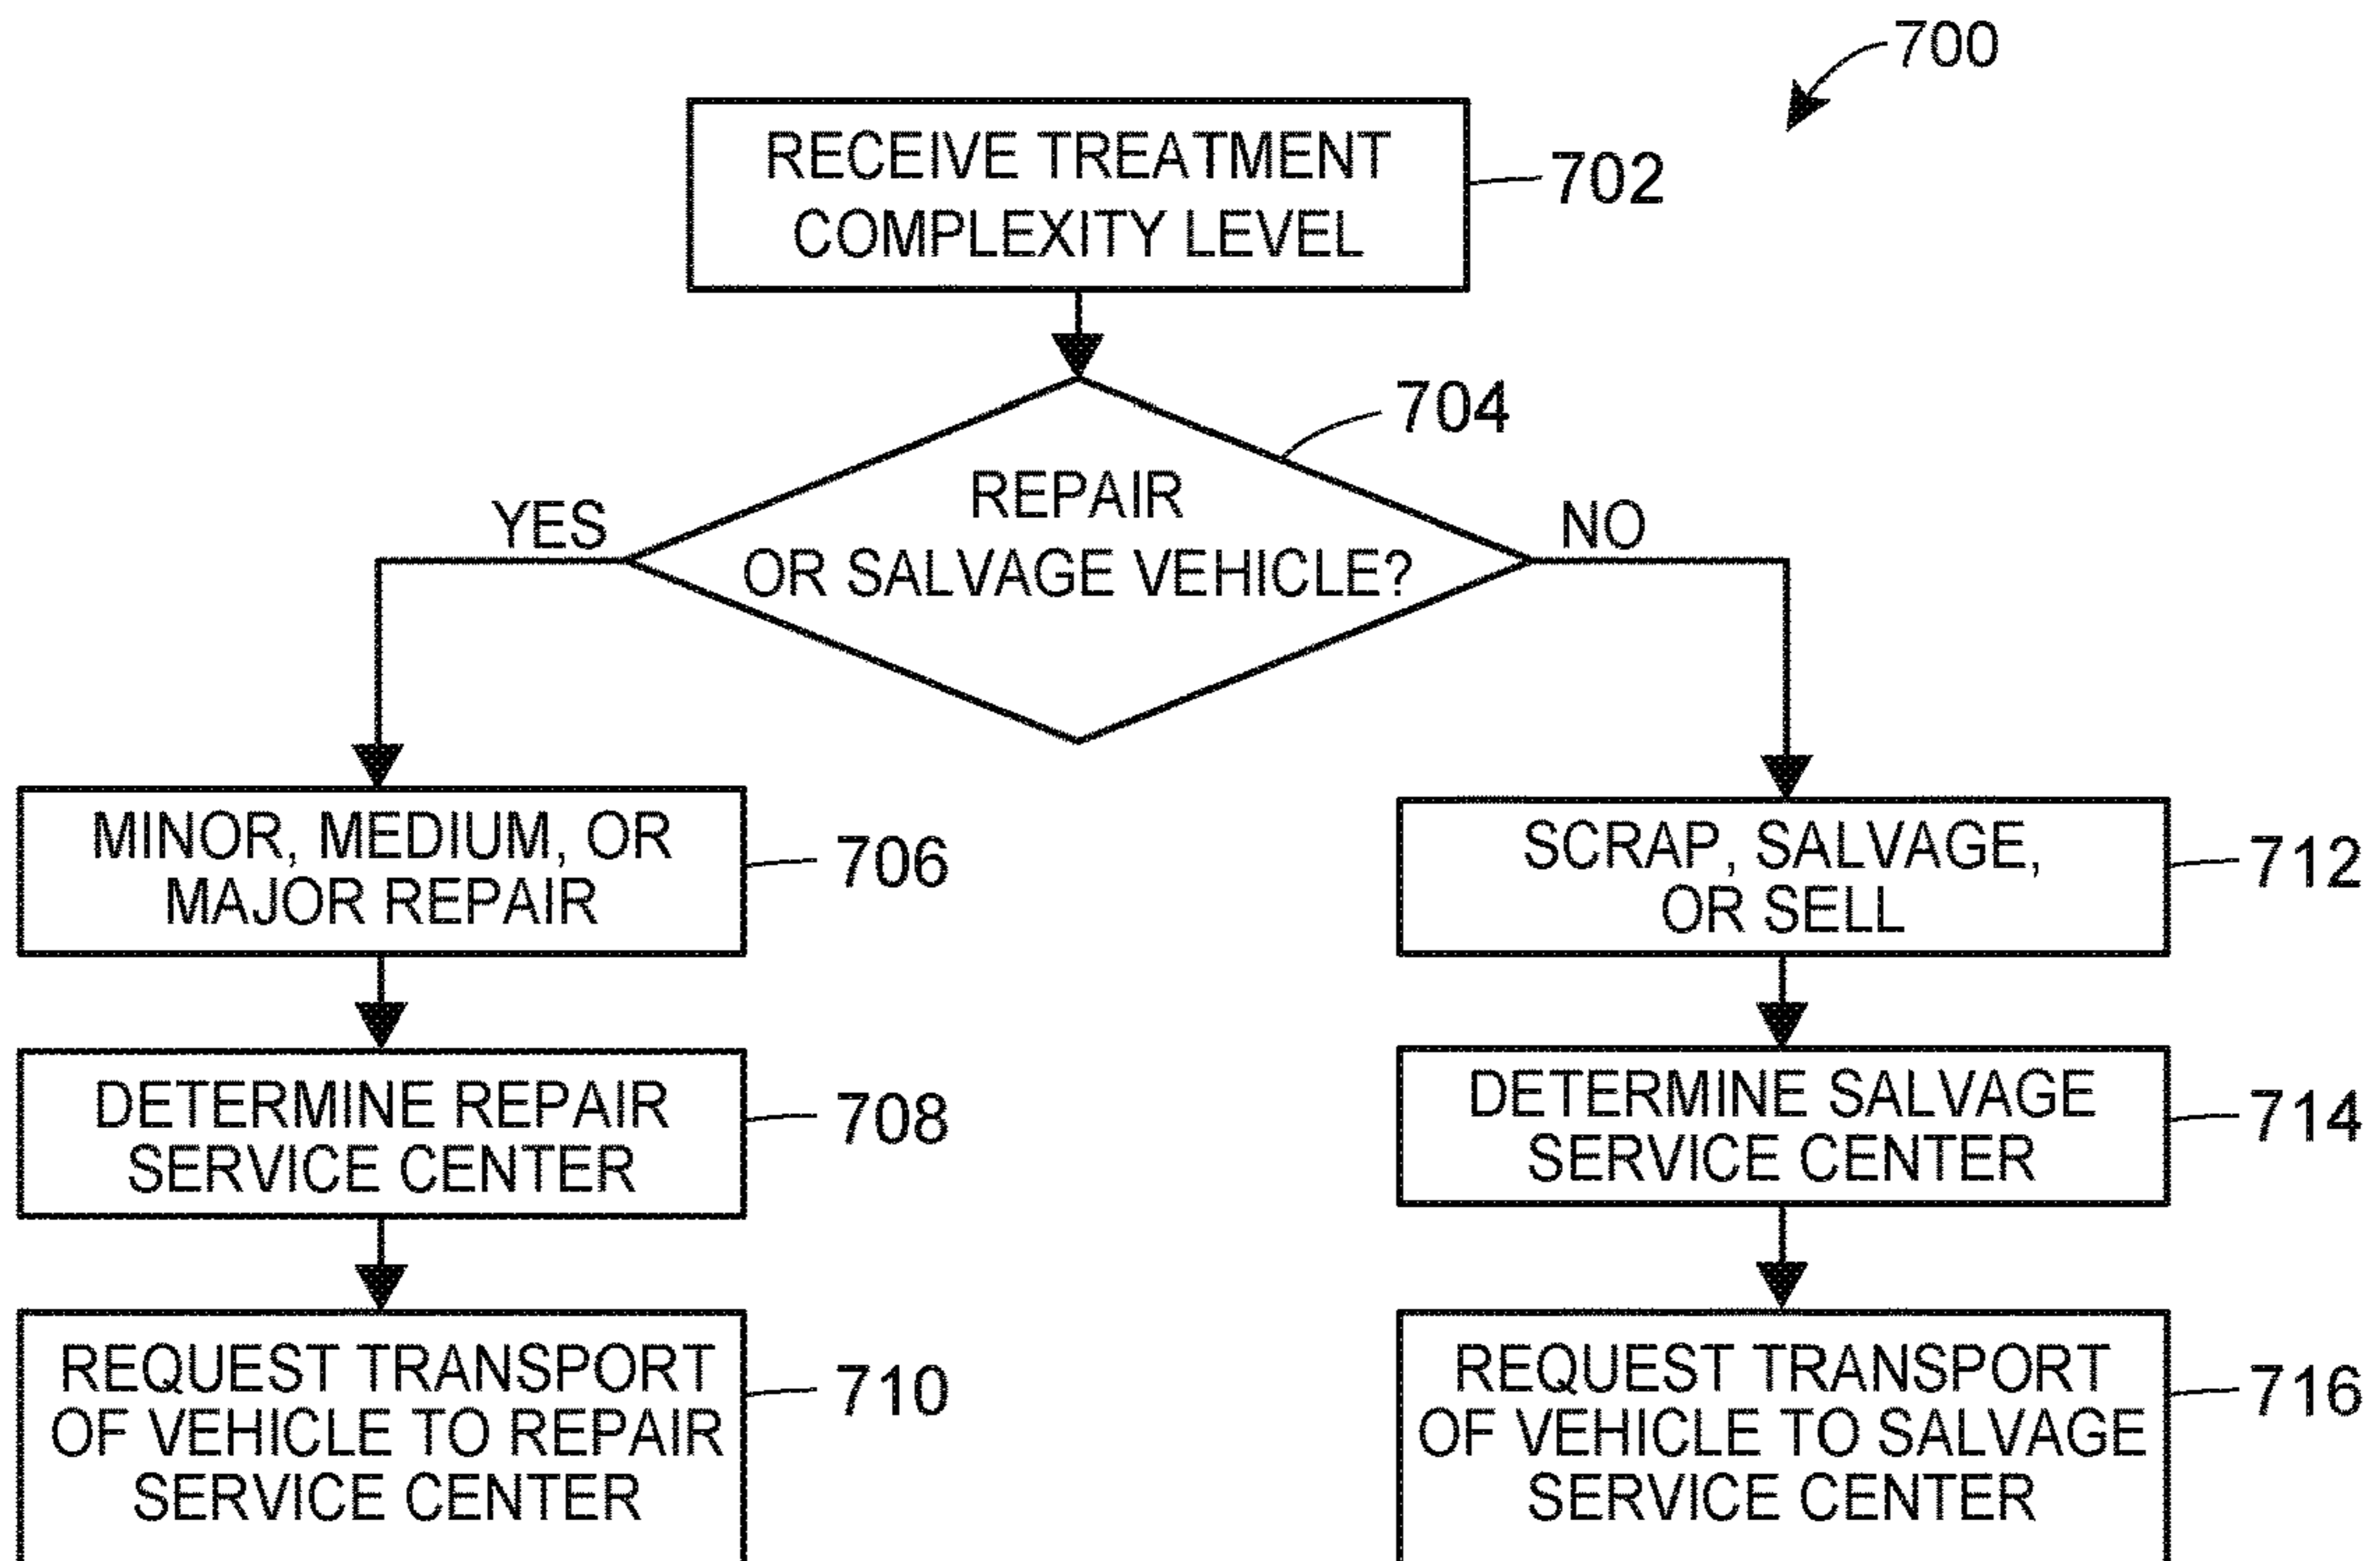 700
RECEIVE TREATMENT
COMPLEXITY LEVEL
702
704
REPAIR
OR SALVAGE VEHICLE?
YES
NO
MINOR, MEDIUM, OR
MAJOR REPAIR
706
DETERMINE REPAIR
SERVICE CENTER
708
REQUEST TRANSPORT
OF VEHICLE TO REPAIR
SERVICE CENTER
710
SCRAP, SALVAGE,
OR SELL
712
DETERMINE SALVAGE
SERVICE CENTER
714
REQUEST TRANSPORT
OF VEHICLE TO SALVAGE
SERVICE CENTER
716